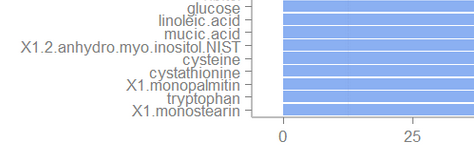 glucose
linoleic.acid
mucic.acid
X1.2.anhydro.myo.inositol.NIST
cysteine
cystathionine
X1.monopalmitin
tryptophan
X1.monostearin
0 25